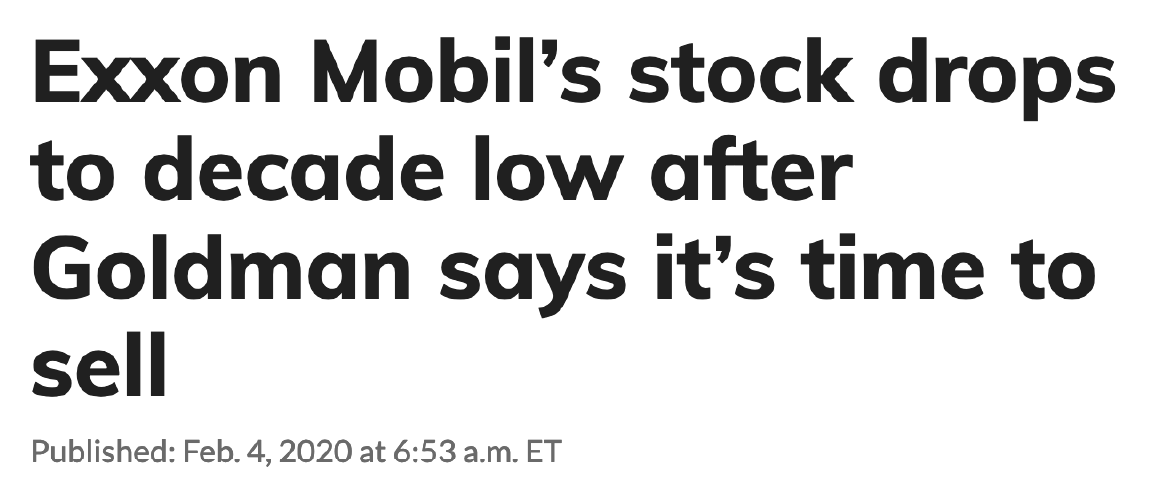 Exxon Mobil’s stock drops
to decade low after
Goldman says it’s time to
sell
Published: Feb. 4, 2020 at 6:53 a.m. ET